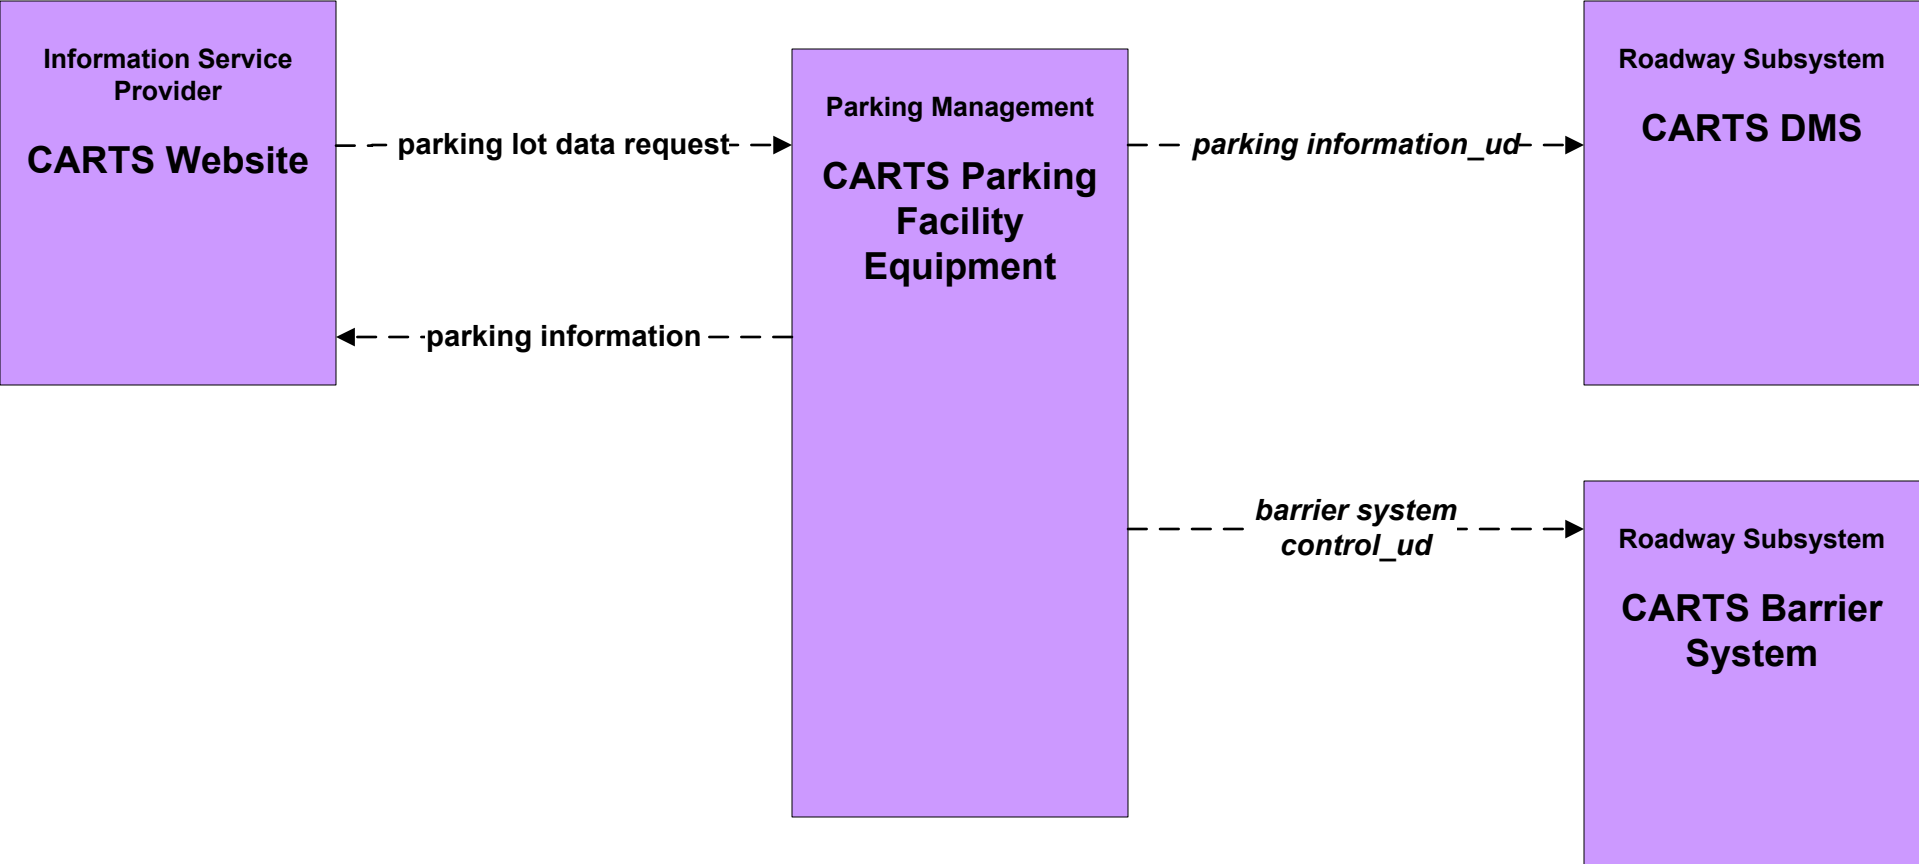 Information Service
Provider
CARTS Website
parking lot data request
parking information
Parking Management
CARTS Parking
Facility
Equipment
parking information_ud
barrier system
control_ud
Roadway Subsystem
CARTS DMS
Roadway Subsystem
CARTS Barrier
System